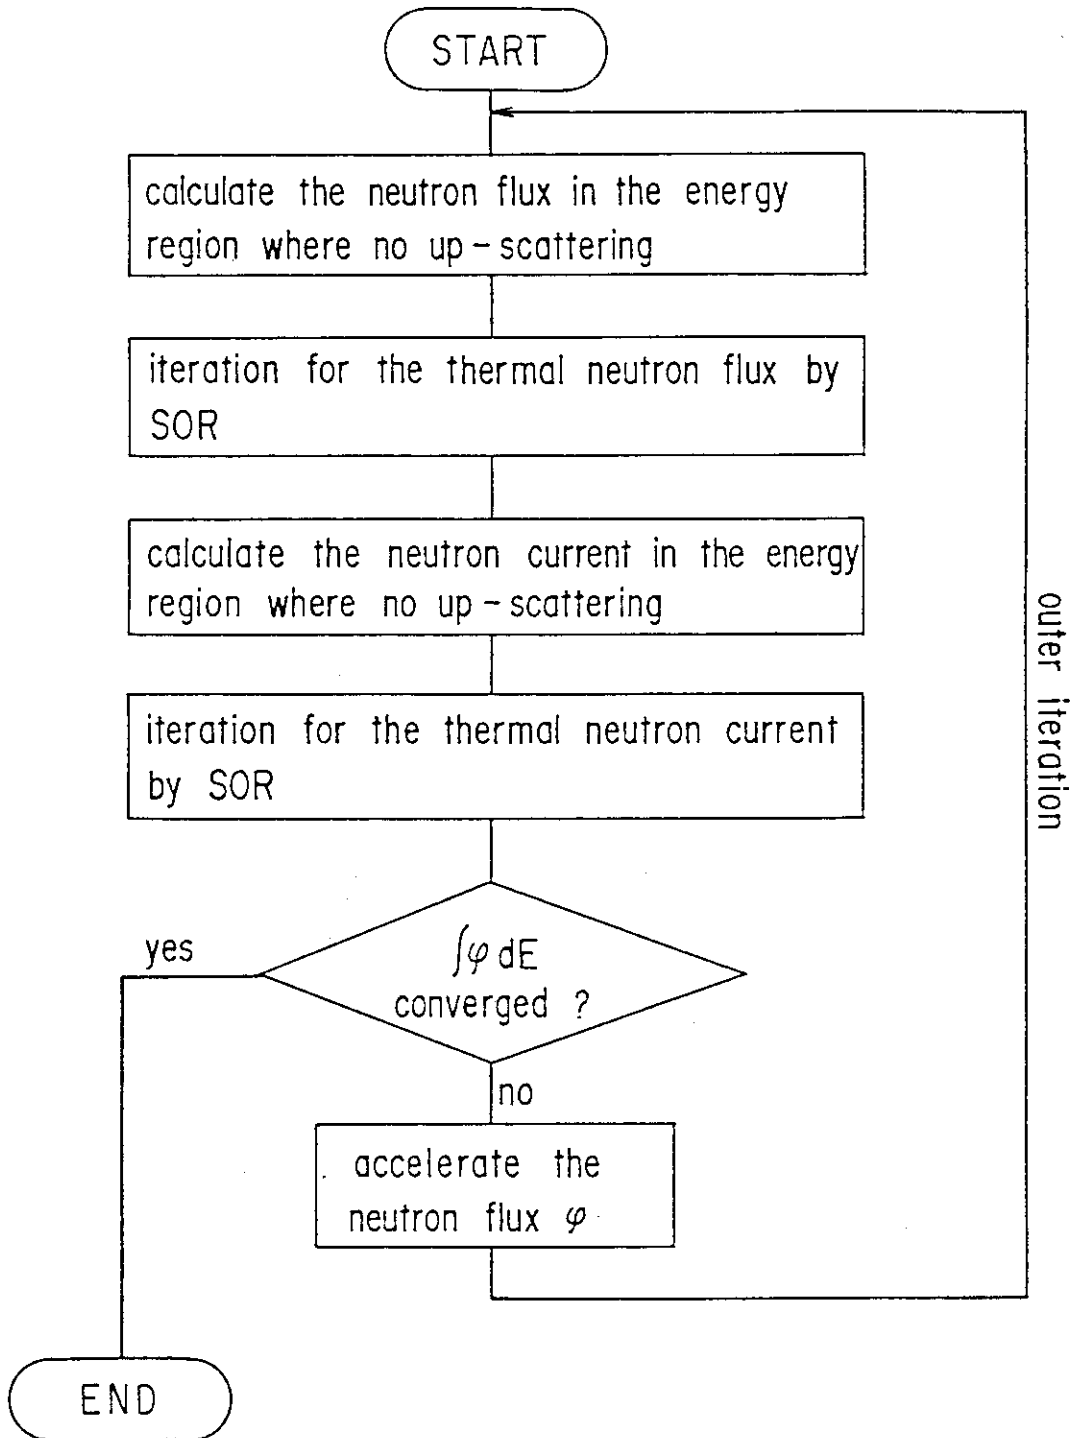 START
calculate the neutron flux in the energy
region where no up-scattering
iteration for the thermal neutron flux by
SOR
calculate the neutron current in the energy
region where no up-scattering
iteration for the thermal neutron current
by SOR
yes
∫φ dE
converged ?
no
accelerate the
neutron flux φ
outer iteration
END